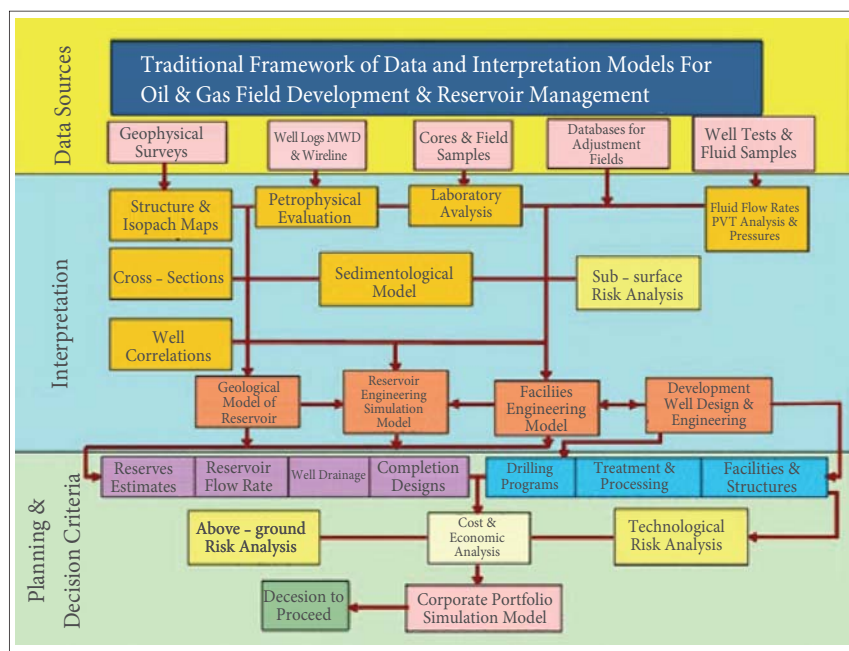 Data Sources
Traditional Framework of Data and Interpretation Models For
Oil & Gas Field Development & Reservoir Management
Geophysical
Surveys
Well Logs MWD
& Wireline
Cores & Field
Samples
Databases for
Adjustment
Fields
Well Tests &
Fluid Samples
Interpretation
Structure &
Isopach Maps
Petrophysical
Evaluation
Laboratory
Avalysis
Fluid Flow Rates
PVT Analysis &
Pressures
Cross – Sections
Sedimentological
Model
Sub – surface
Risk Analysis
Well
Correlations
Geological
Model of
Reservoir
Reservoir
Engineering
Simulation
Model
Faciliies
Engineering
Model
Development
Well Design &
Engineering
Planning &
Decision Criteria
Reserves
Estimates
Reservoir
Flow Rate
Well Drainage
Completion
Designs
Drilling
Programs
Treatment &
Processing
Facilities &
Structures
Above – ground
Risk Analysis
Cost &
Economic
Analysis
Technological
Risk Analysis
Decesion to
Proceed
Corporate Portfolio
Simulation Model